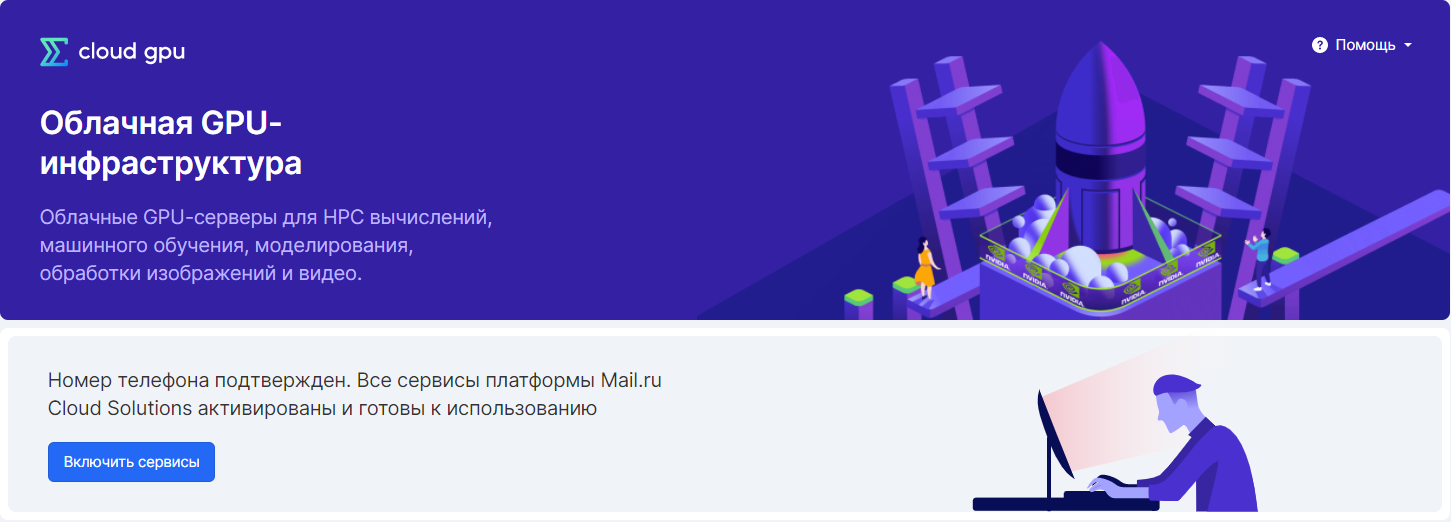 cloud gpu
Помощь
Облачная GPU-
инфраструктура
Облачные GPU-серверы для HPC вычислений,
машинного обучения, моделирования,
обработки изображений и видео.
NVIDIA
NVIDIA
NVIDIA
NVIDIA
NVIDIA
NVIDIA
Номер телефона подтвержден. Все сервисы платформы Mail.ru
Cloud Solutions активированы и готовы к использованию
Включить сервисы